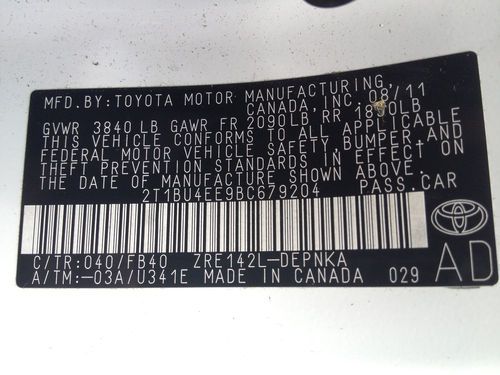 MFD. BY: TOYOTA MOTOR MANUFACTURING
CANADA, INC. 08/11
GVWR 3840 LB GAWR FR 2090LB, RR 1850LB
THIS VEHICLE CONFORMS TO ALL APPLICABLE
FEDERAL MOTOR VEHICLE SAFETY, BUMPER, AND
THEFT PREVENTION STANDARDS IN EFFECT ON
THE DATE OF MANUFACTURE SHOWN ABOVE.
2T1BU4EE9BC679204 PASS. CAR
C/TR: 040/FB40 ZRE142L-DEPNKA
A/TM: -03A/U341E MADE IN CANADA 029
AD